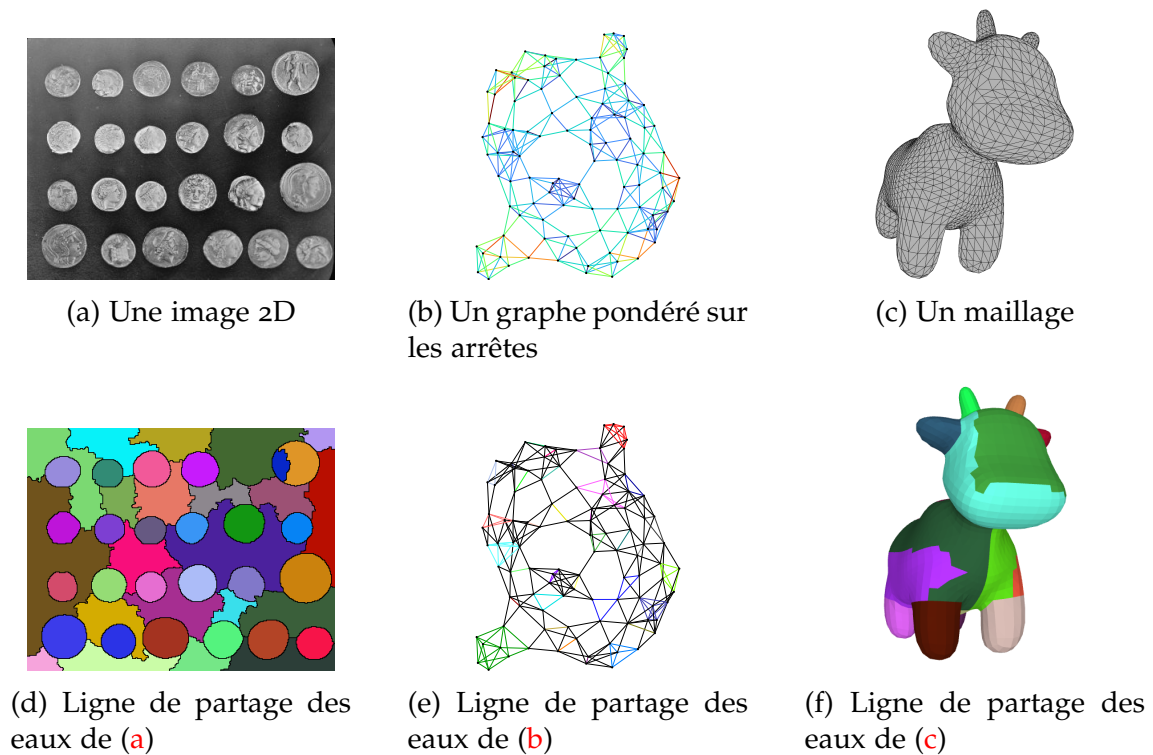 (a) Une image 2D
(b) Un graphe pondéré sur
les arrêtes
(c) Un maillage
(d) Ligne de partage des
eaux de (a)
(e) Ligne de partage des
eaux de (b)
(f) Ligne de partage des
eaux de (c)